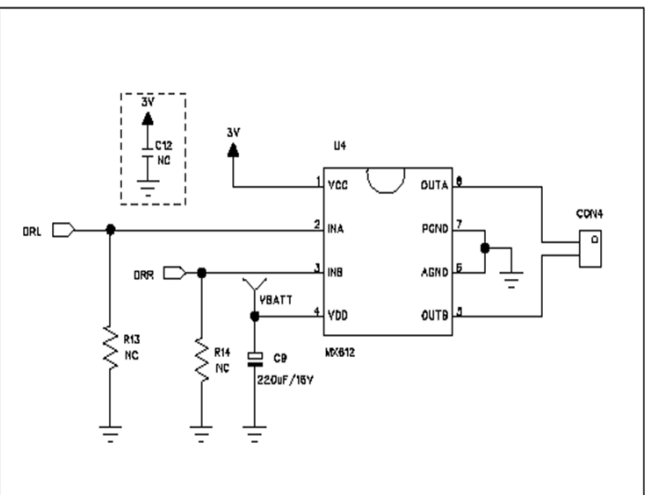 3V
C12
NC
3V
U4
1 VCC OUTA 8
CON4
DRL
2 INA PGND 7
DRR
3 INB AGND 6
VBATT
4 VDD OUTB 5
R13
NC
R14
NC
C9
220uF/16V
MX612